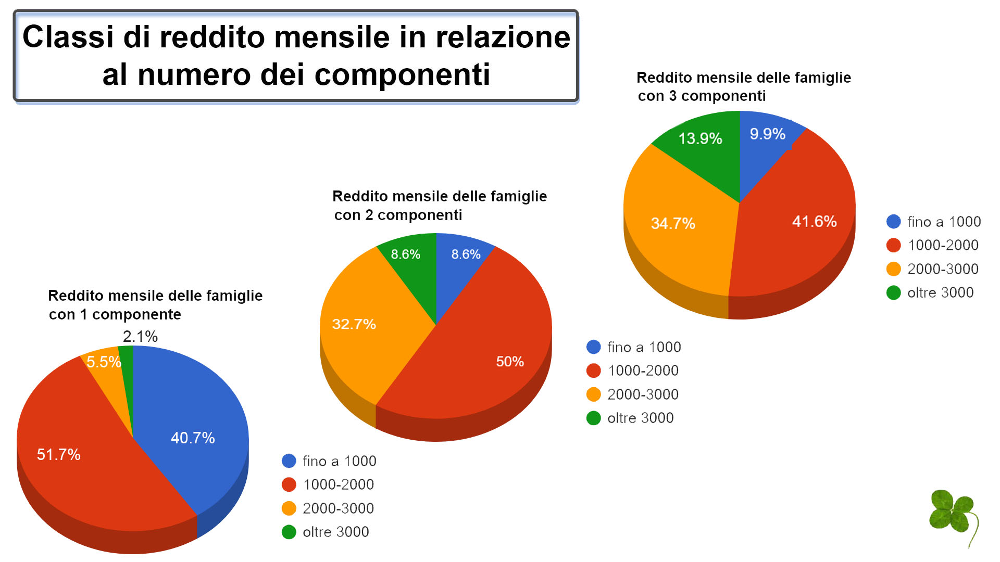 Classi di reddito mensile in relazione
al numero dei componenti
Reddito mensile delle famiglie
con 1 componente
2.1%
5.5%
40.7%
51.7%
fino a 1000
1000-2000
2000-3000
oltre 3000
Reddito mensile delle famiglie
con 2 componenti
8.6%
8.6%
32.7%
50%
fino a 1000
1000-2000
2000-3000
oltre 3000
Reddito mensile delle famiglie
con 3 componenti
13.9%
9.9%
34.7%
41.6%
fino a 1000
1000-2000
2000-3000
oltre 3000